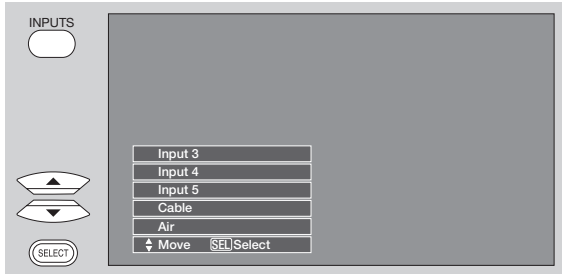 INPUTS
Input 3
Input 4
Input 5
Cable
Air
Move SEL Select
SELECT